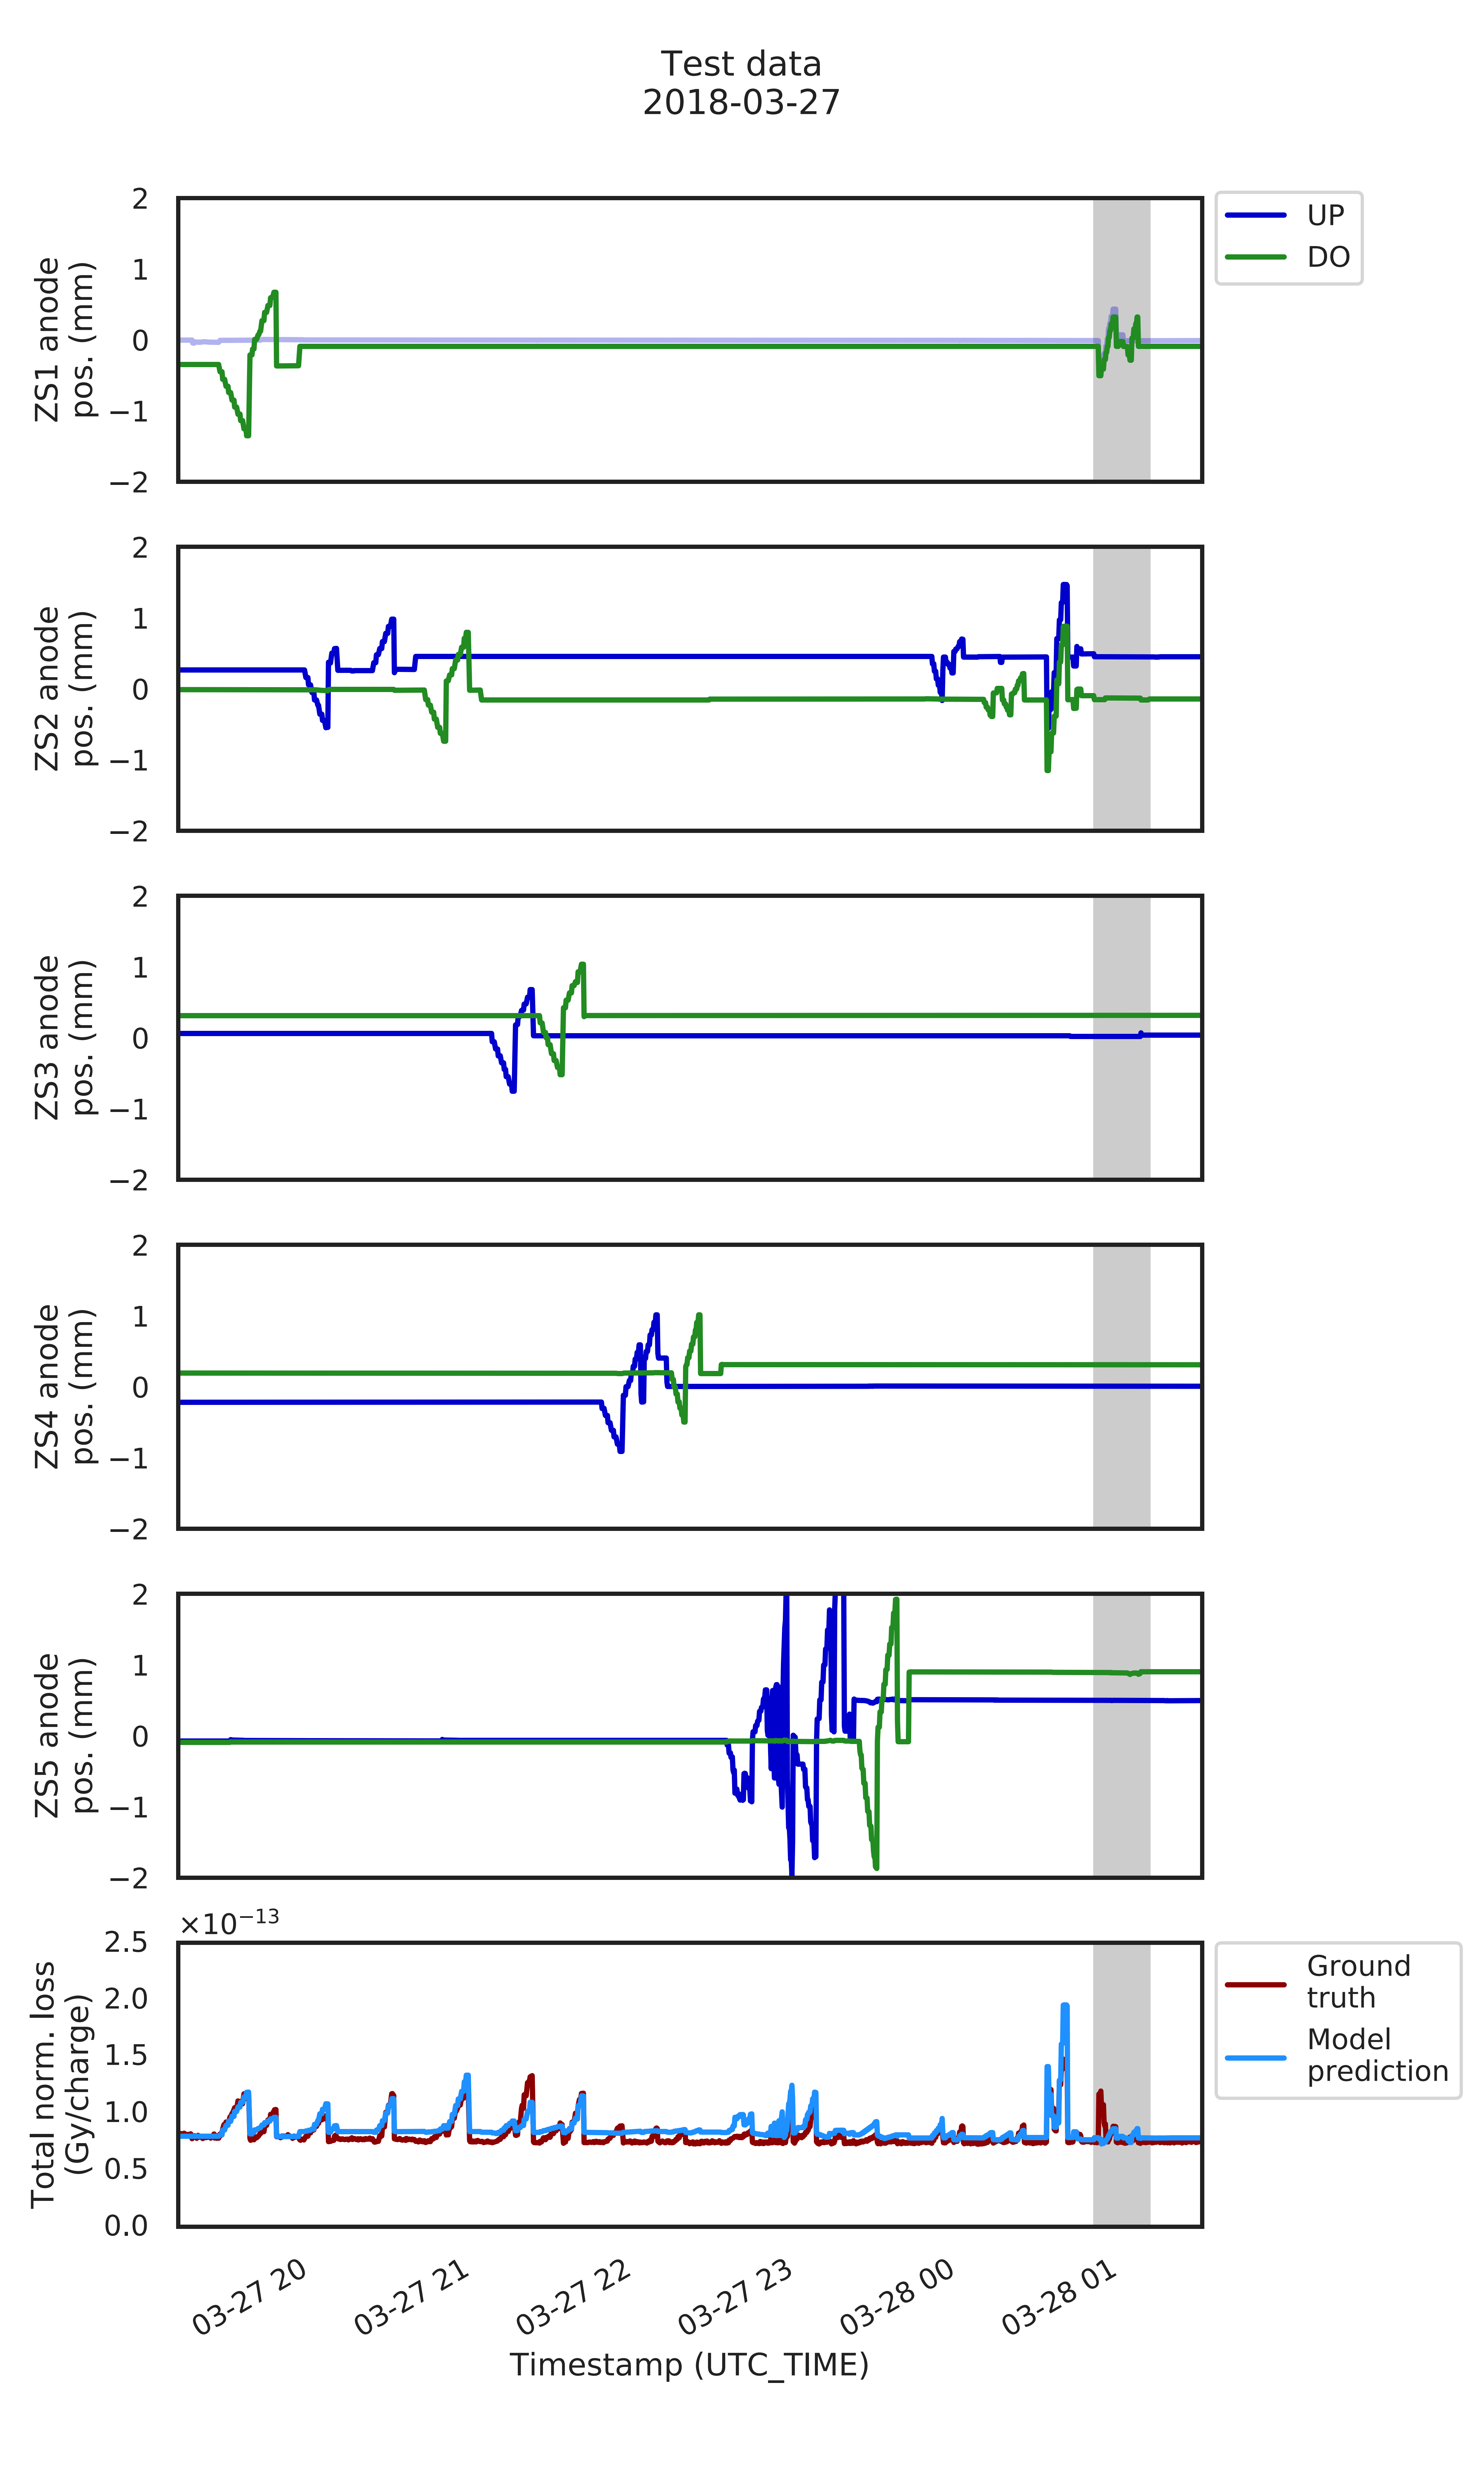 Test data
2018-03-27
ZS1 anode
pos. (mm)
2
1
0
−1
−2
UP
DO
ZS2 anode
pos. (mm)
2
1
0
−1
−2
ZS3 anode
pos. (mm)
2
1
0
−1
−2
ZS4 anode
pos. (mm)
2
1
0
−1
−2
ZS5 anode
pos. (mm)
2
1
0
−1
−2
×10⁻¹³
Total norm. loss
(Gy/charge)
2.5
2.0
1.5
1.0
0.5
0.0
Ground
truth
Model
prediction
03-27 20
03-27 21
03-27 22
03-27 23
03-28 00
03-28 01
Timestamp (UTC_TIME)